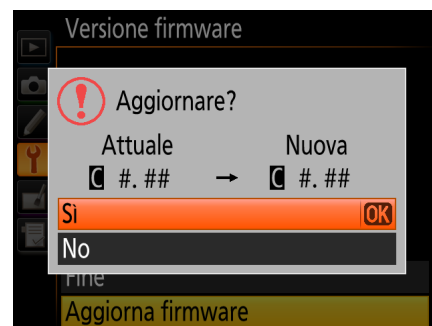 Versione firmware
Aggiornare?
Attuale Nuova
C #. ## → C #. ##
Sì OK
No
Fine
Aggiorna firmware